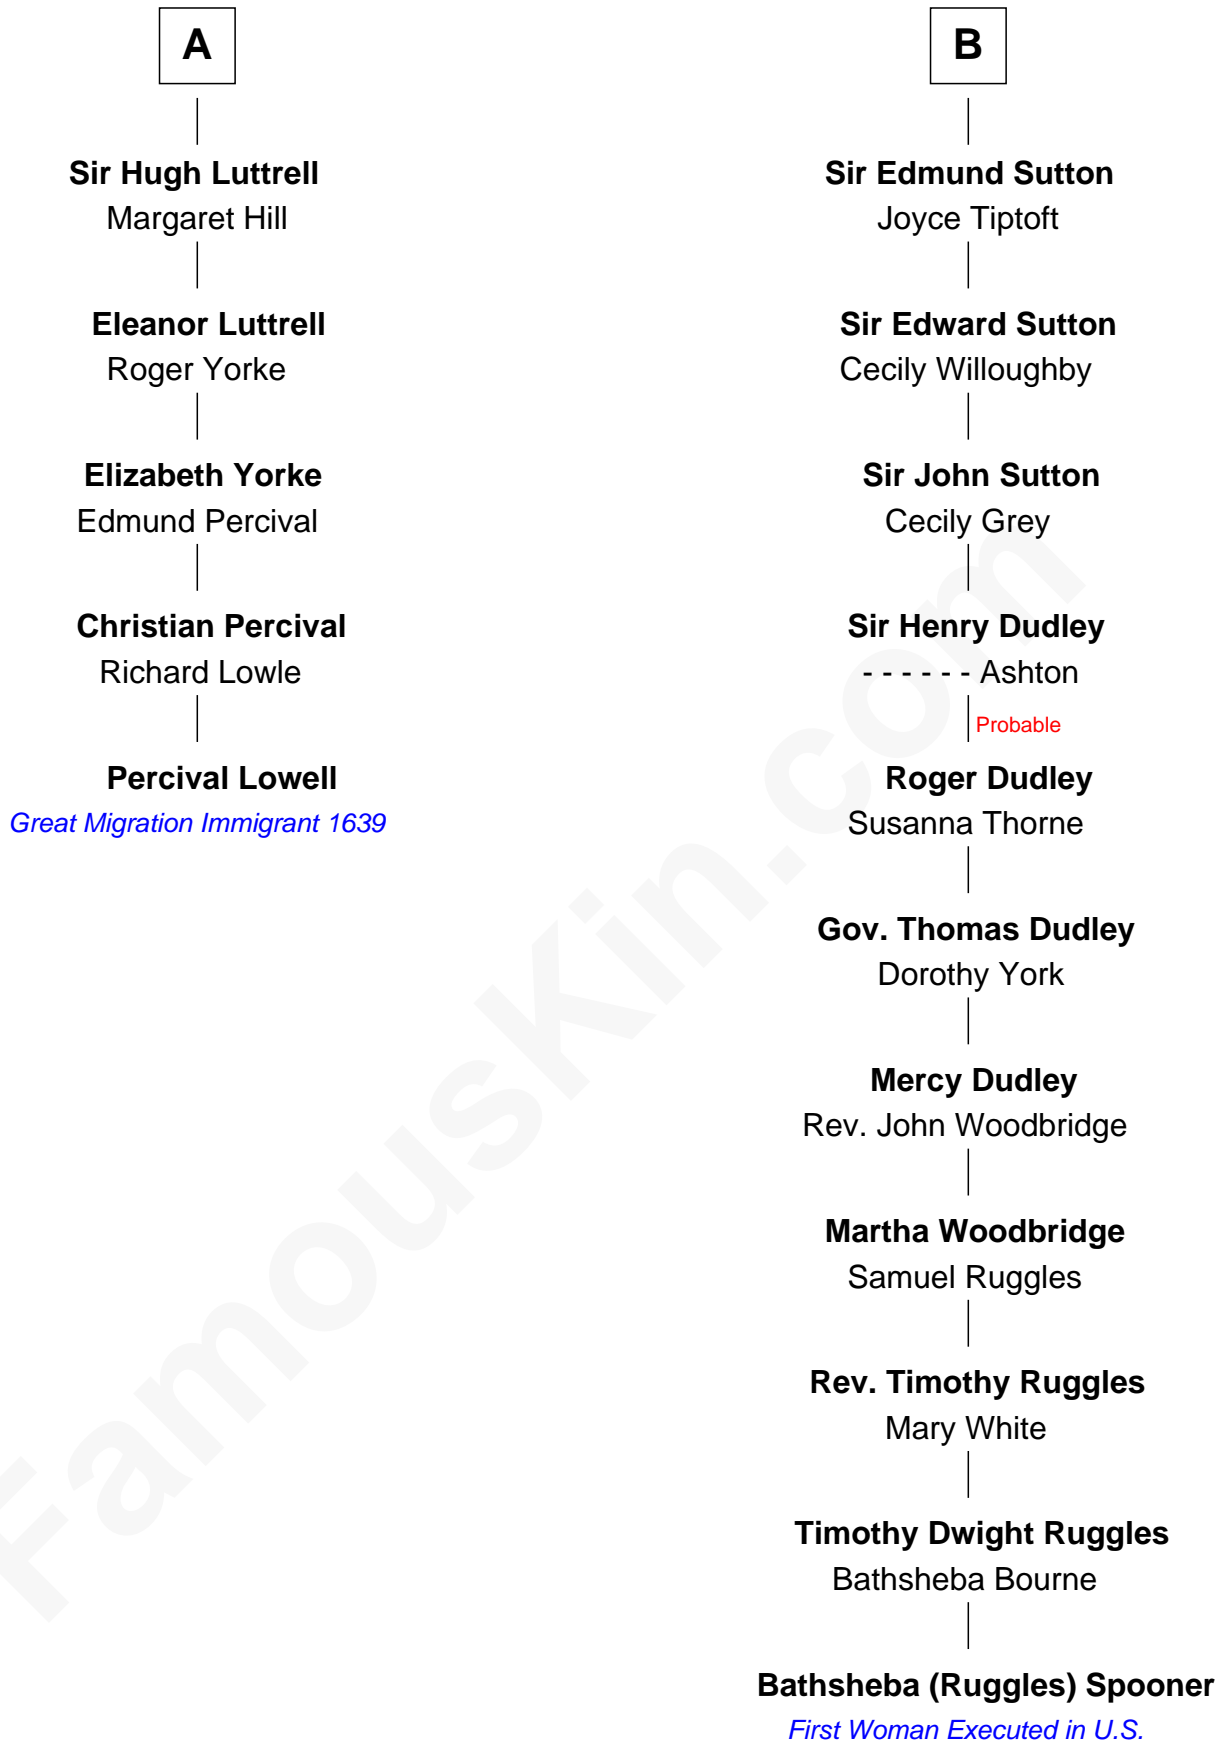 A
Sir Hugh Luttrell
Margaret Hill
Eleanor Luttrell
Roger Yorke
Elizabeth Yorke
Edmund Percival
Christian Percival
Richard Lowle
Percival Lowell
Great Migration Immigrant 1639
B
Sir Edmund Sutton
Joyce Tiptoft
Sir Edward Sutton
Cecily Willoughby
Sir John Sutton
Cecily Grey
Sir Henry Dudley
- - - - - - Ashton
Probable
Roger Dudley
Susanna Thorne
Gov. Thomas Dudley
Dorothy York
Mercy Dudley
Rev. John Woodbridge
Martha Woodbridge
Samuel Ruggles
Rev. Timothy Ruggles
Mary White
Timothy Dwight Ruggles
Bathsheba Bourne
Bathsheba (Ruggles) Spooner
First Woman Executed in U.S.
FamousKin.com